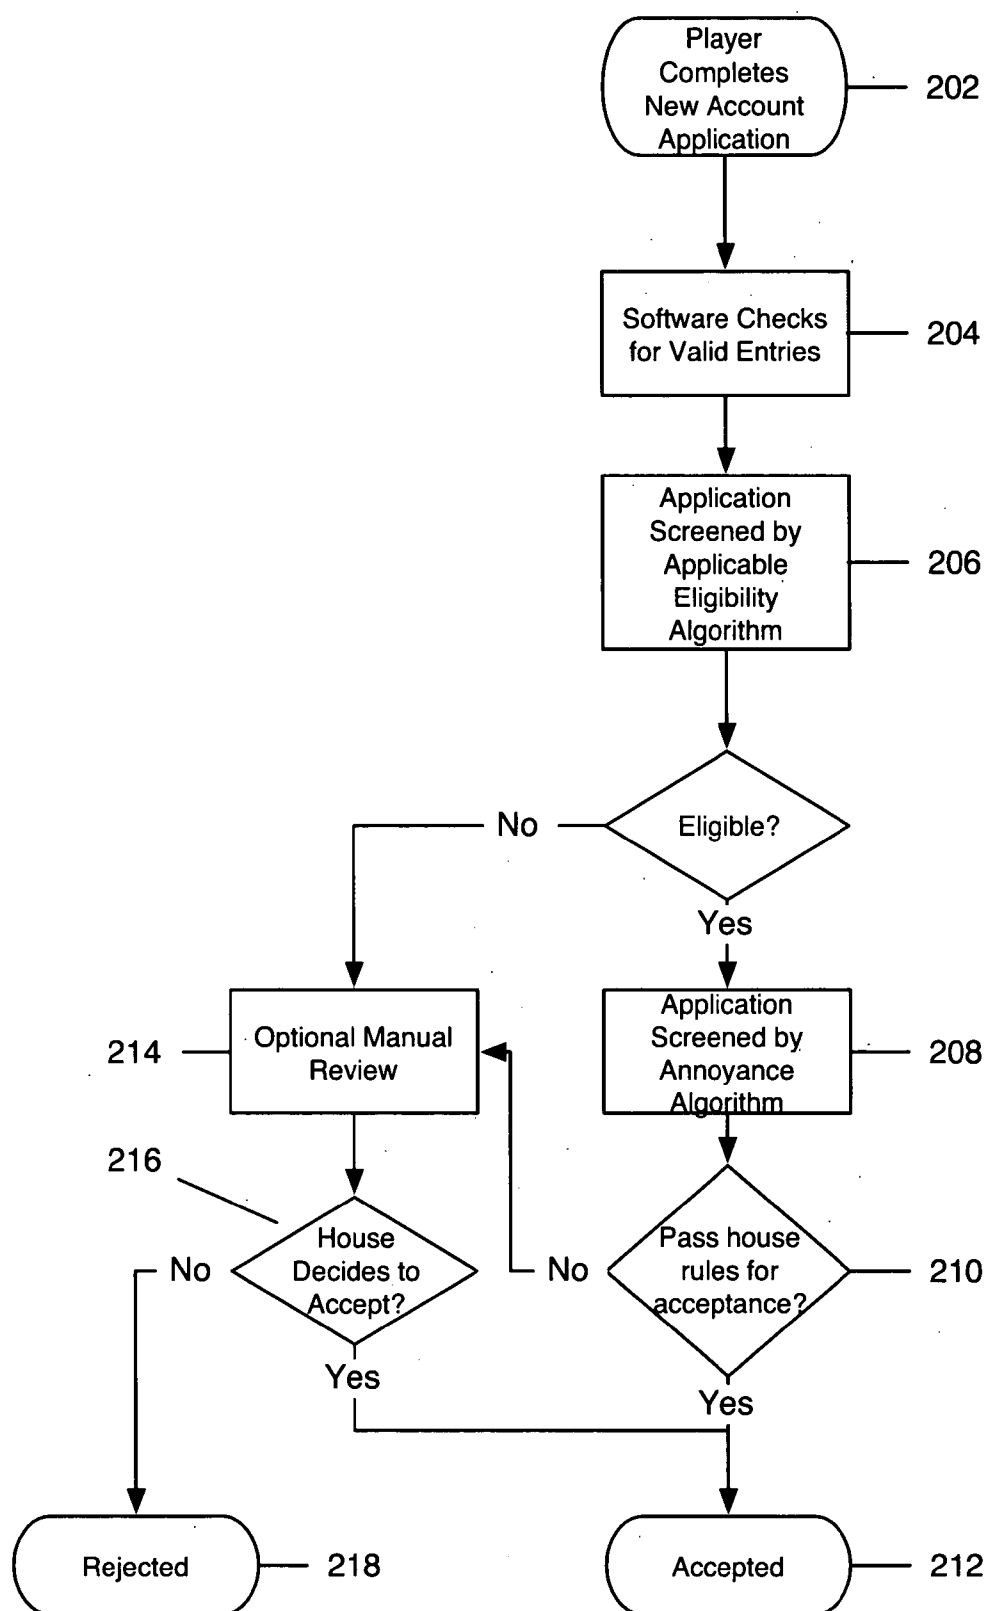 Player
Completes
New Account
Application
202
Software Checks
for Valid Entries
204
Application
Screened by
Applicable
Eligibility
Algorithm
206
Eligible?
No
Yes
Optional Manual
Review
214
Application
Screened by
Annoyance
Algorithm
208
216
House
Decides to
Accept?
No
Yes
Pass house
rules for
acceptance?
No
210
Yes
Rejected
218
Accepted
212